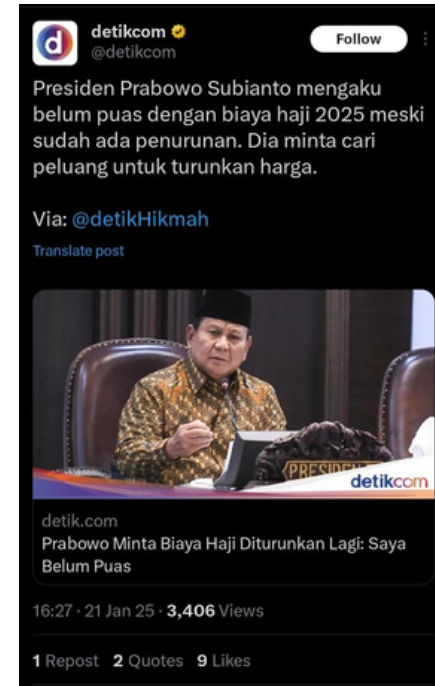 detikcom
@detikcom
Follow
Presiden Prabowo Subianto mengaku
belum puas dengan biaya haji 2025 meski
sudah ada penurunan. Dia minta cari
peluang untuk turunkan harga.
Via: @detikHikmah
Translate post
PRESIDEN
detikcom
detik.com
Prabowo Minta Biaya Haji Diturunkan Lagi: Saya
Belum Puas
16:27 · 21 Jan 25 · 3,406 Views
1 Repost 2 Quotes 9 Likes